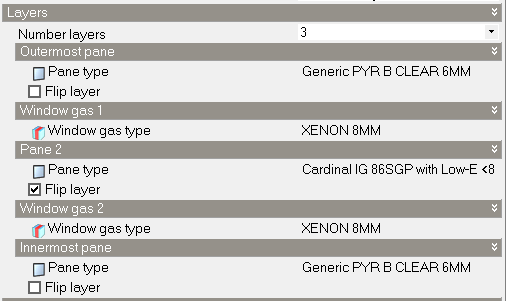 Layers
Number layers 3
Outermost pane
Pane type Generic PYR B CLEAR 6MM
Flip layer
Window gas 1
Window gas type XENON 8MM
Pane 2
Pane type Cardinal IG 86SGP with Low-E <8
Flip layer
Window gas 2
Window gas type XENON 8MM
Innermost pane
Pane type Generic PYR B CLEAR 6MM
Flip layer